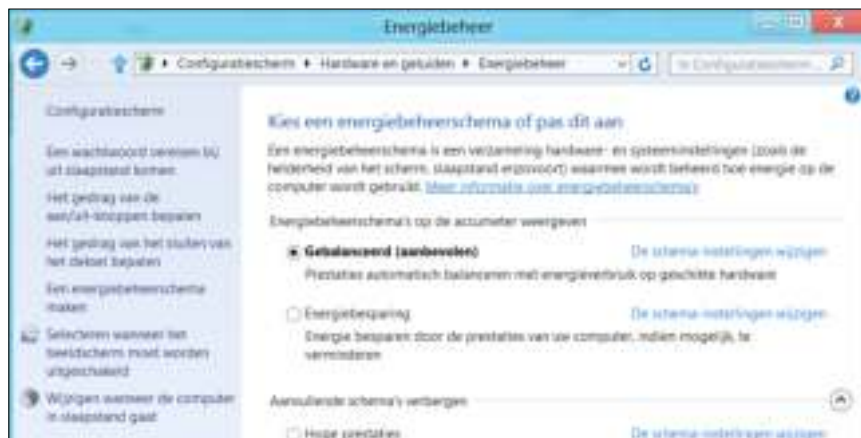 Energiebeheer
Configuratiescherm Hardware en geluiden Energiebeheer
In Configuratiescherm...
Configuratiescherm
Een wachtwoord vereisen bij
uit slaapstand komen
Het gedrag van de
aan/uit-knoppen bepalen
Het gedrag van het sluiten van
het deksel bepalen
Een energiebeheerschema
maken
Selecteren wanneer het
beeldscherm moet worden
uitgeschakeld
Wijzigen wanneer de computer
in slaapstand gaat
Kies een energiebeheerschema of pas dit aan
Een energiebeheerschema is een verzameling hardware- en systeeminstellingen (zoals de
helderheid van het scherm, slaapstand enzovoort) waarmee wordt beheerd hoe energie op de
computer wordt gebruikt. Meer informatie over energiebeheerschema's
Energiebeheerschema's op de accumeter weergeven
Gebalanceerd (aanbevolen) De schema-instellingen wijzigen
Prestaties automatisch balanceren met energieverbruik op geschikte hardware
Energiebesparing De schema-instellingen wijzigen
Energie besparen door de prestaties van uw computer, indien mogelijk, te
verminderen
Aanvullende schema's verbergen
Hoge prestaties De schema-instellingen wijzigen